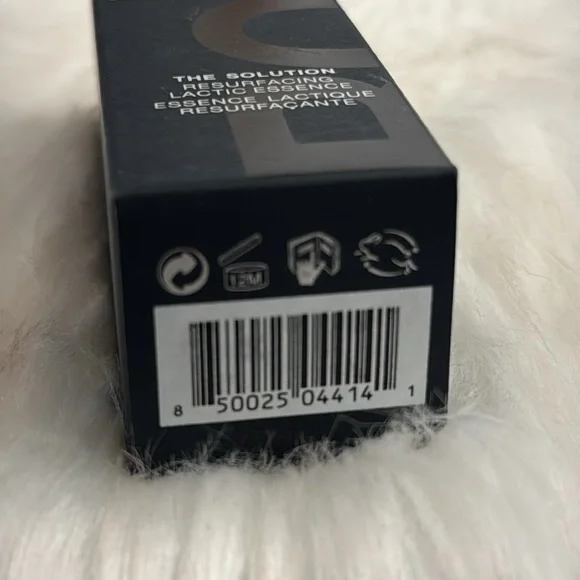 THE SOLUTION
RESURFACING
LACTIC ESSENCE
ESSENCE LACTIQUE
RESURFAÇANTE
12M
8 50025 04414 1